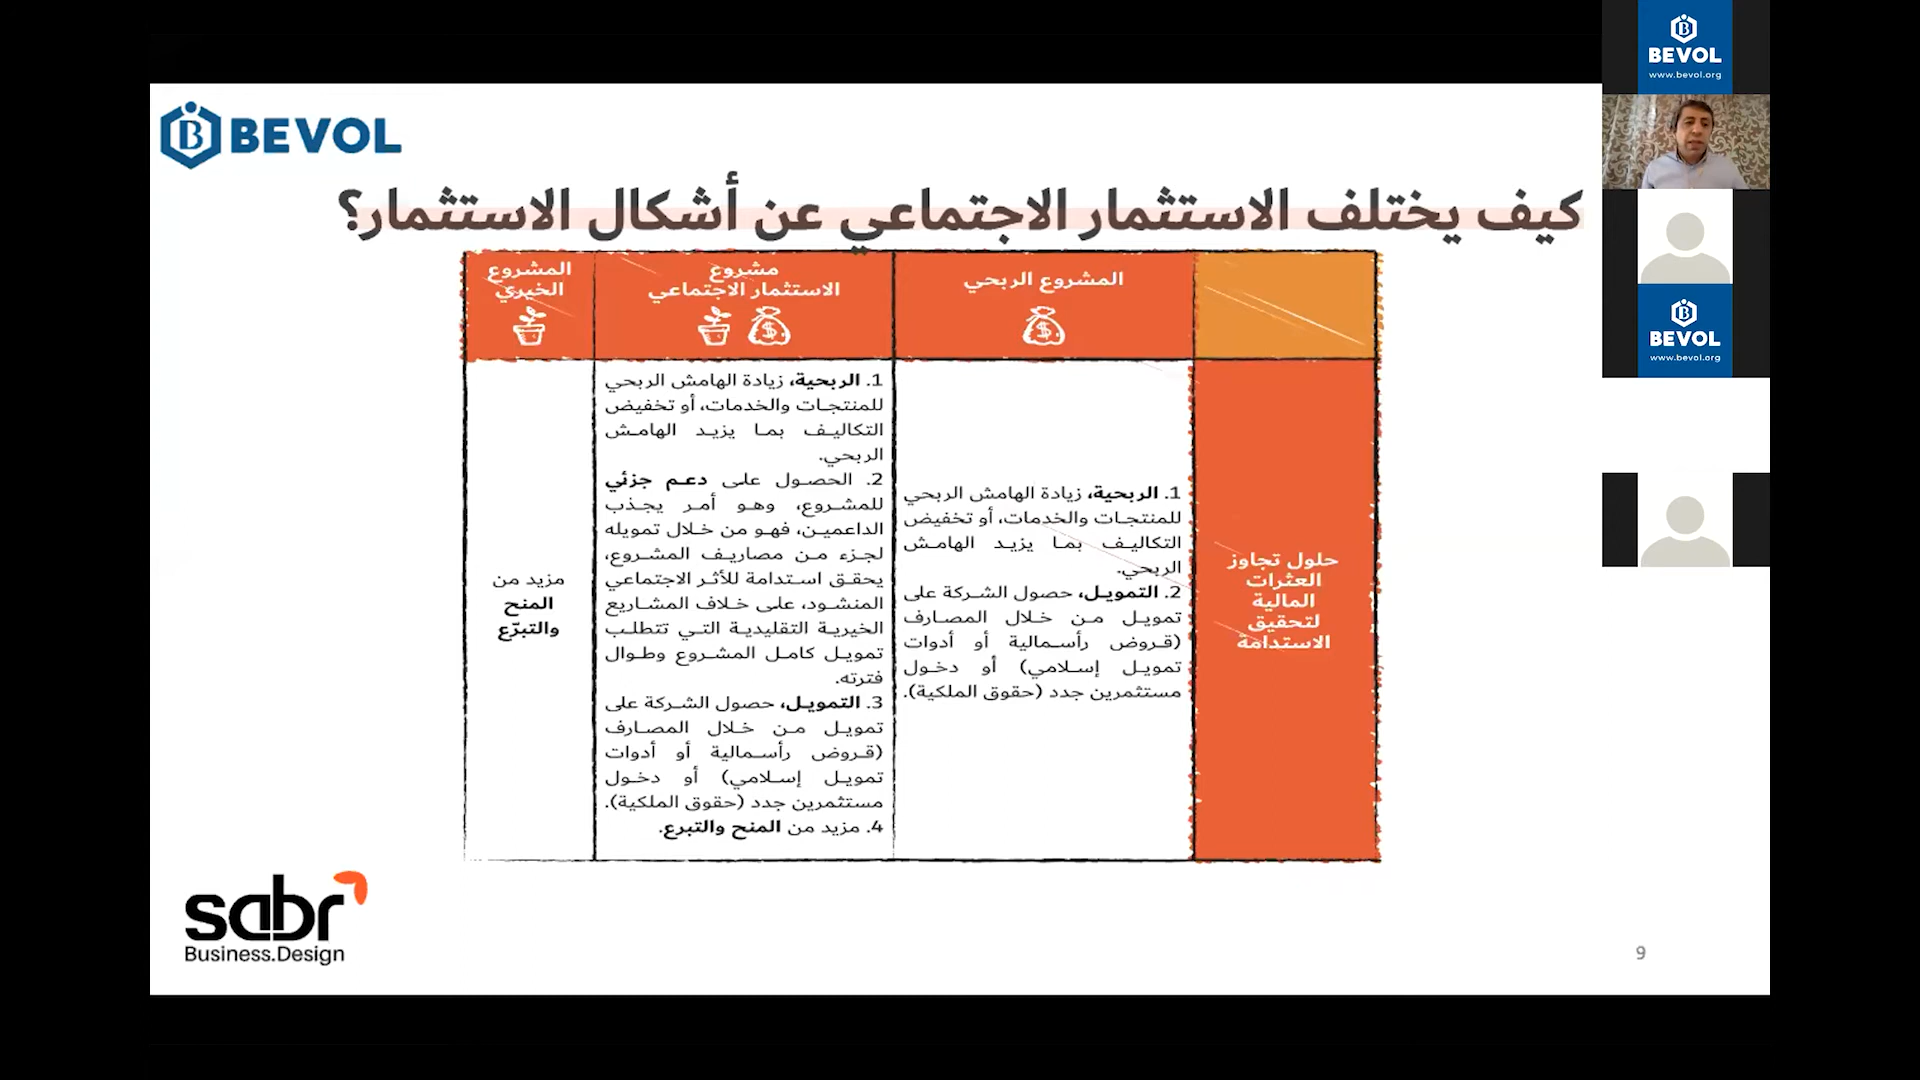 BEVOL
كيف يختلف الاستثمار الاجتماعي عن أشكال الاستثمار؟
المشروع الربحي
مشروع
الاستثمار الاجتماعي
المشروع
الخيري
حلول تجاوز
العثرات
المالية
لتحقيق
الاستدامة
1. الربحية، زيادة الهامش الربحي
للمنتجات والخدمات، أو تخفيض
التكاليف بما يزيد الهامش
الربحي.
2. التمويل، حصول الشركة على
تمويل من خلال المصارف
(قروض رأسمالية أو أدوات
تمويل إسلامي) أو دخول
مستثمرين جدد (حقوق الملكية).
1. الربحية، زيادة الهامش الربحي
للمنتجات والخدمات، أو تخفيض
التكاليف بما يزيد الهامش
الربحي.
2. الحصول على دعم جزئي
للمشروع، وهو أمر يجذب
الداعمين، فهو من خلال تمويله
لجزء من مصاريف المشروع،
يحقق استدامة للأثر الاجتماعي
المنشود، على خلاف المشاريع
الخيرية التقليدية التي تتطلب
تمويل كامل المشروع وطوال
فترته.
3. التمويل، حصول الشركة على
تمويل من خلال المصارف
(قروض رأسمالية أو أدوات
تمويل إسلامي) أو دخول
مستثمرين جدد (حقوق الملكية).
4. مزيد من المنح والتبرع.
مزيد من
المنح
والتبرّع
sabr
Business.Design
9
BEVOL
www.bevol.org
BEVOL
www.bevol.org